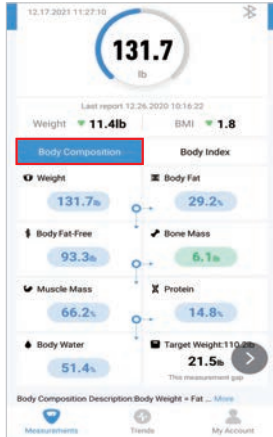 12.17.2021 11:27:10
131.7
lb
Last report 12.26.2020 10:16:22
Weight ▼ 11.4lb BMI ▼ 1.8
Body Composition Body Index
Weight Body Fat
131.7lb 29.2%
Body Fat-Free Bone Mass
93.3lb 6.1lb
Muscle Mass Protein
66.2% 14.8%
Body Water Target Weight:110.2lb
51.4% 21.5lb
This measurement gap
Body Composition Description:Body Weight = Fat ... More
Measurements Trends My Account